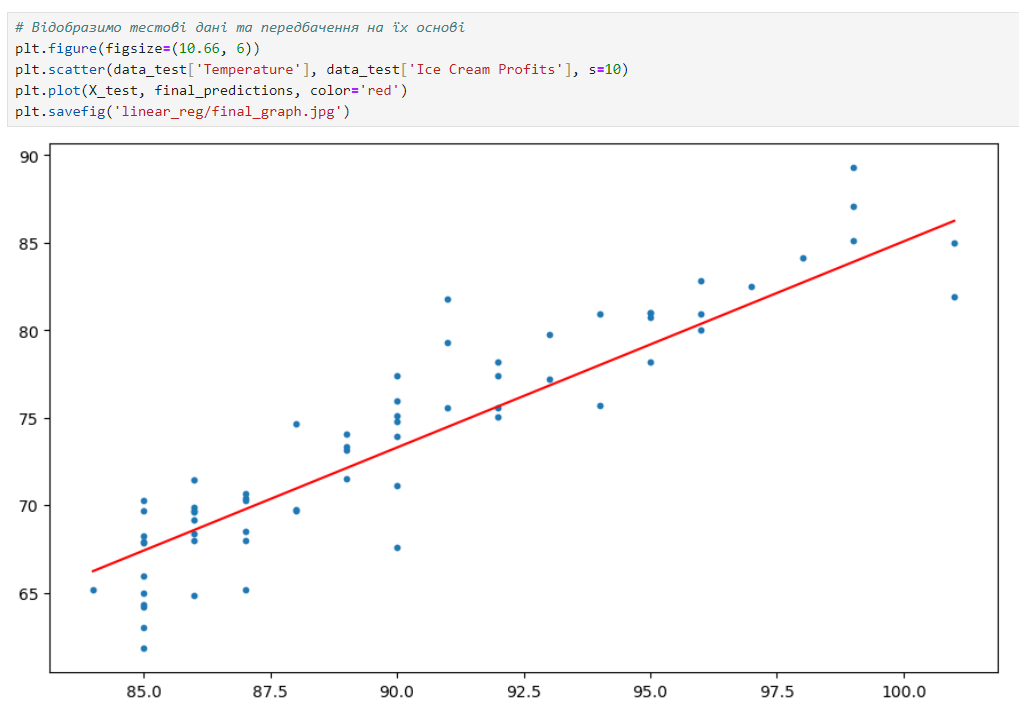 # Відобразимо тестові дані та передбачення на їх основі
plt.figure(figsize=(10.66, 6))
plt.scatter(data_test['Temperature'], data_test['Ice Cream Profits'], s=10)
plt.plot(X_test, final_predictions, color='red')
plt.savefig('linear_reg/final_graph.jpg')
90
85
80
75
70
65
85.0 87.5 90.0 92.5 95.0 97.5 100.0